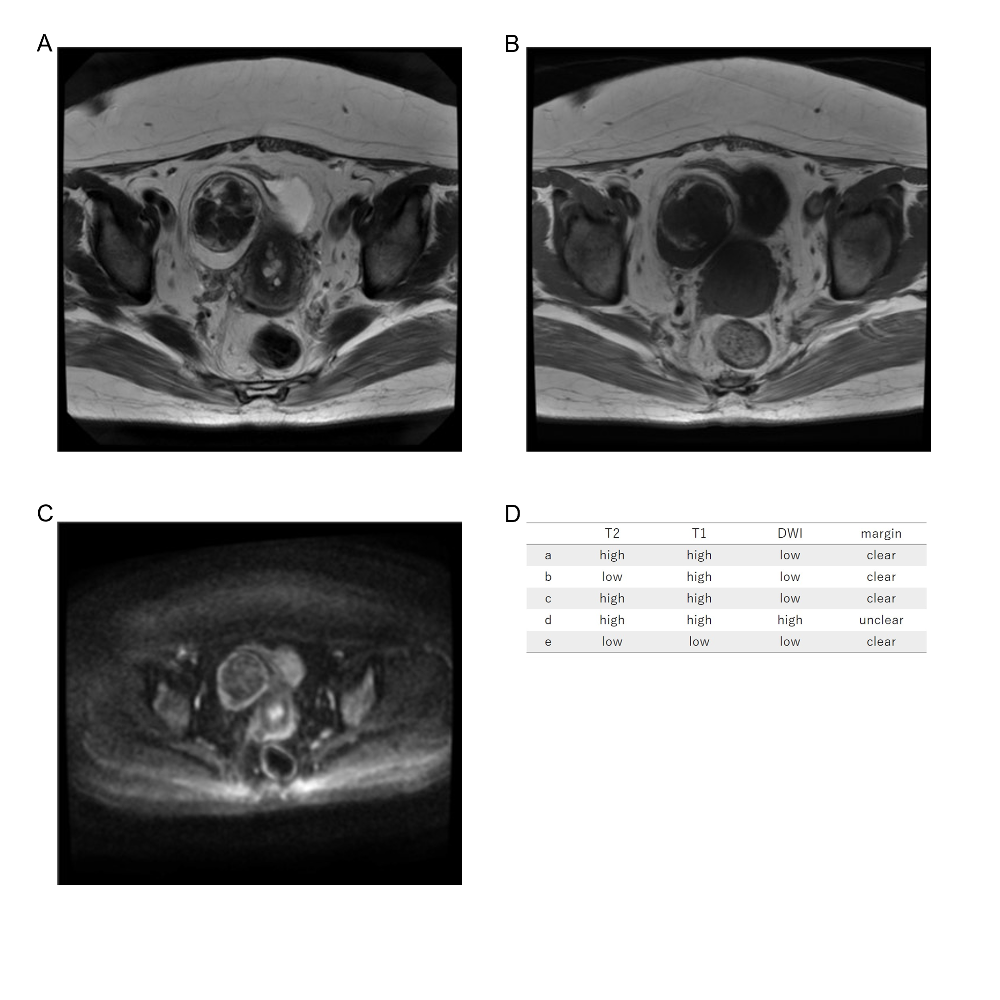 A
B
C
D
T2 T1 DWI margin
a high high low clear
b low high low clear
c high high low clear
d high high high unclear
e low low low clear